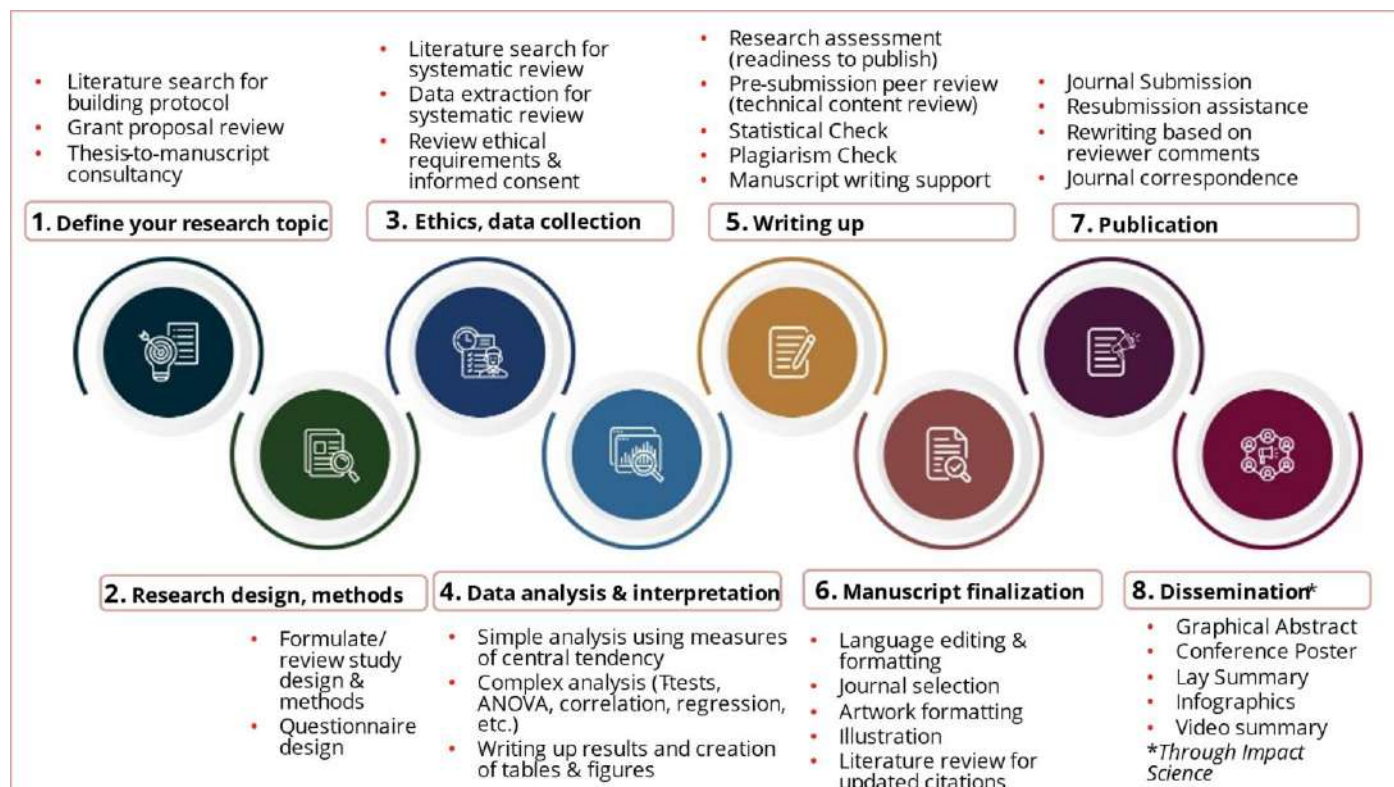 • Literature search for
building protocol
• Grant proposal review
• Thesis-to-manuscript
consultancy
1. Define your research topic
2. Research design, methods
• Formulate/
review study
design &
methods
• Questionnaire
design
• Literature search for
systematic review
• Data extraction for
systematic review
• Review ethical
requirements &
informed consent
3. Ethics, data collection
4. Data analysis & interpretation
• Simple analysis using measures
of central tendency
• Complex analysis (Ttests,
ANOVA, correlation, regression,
etc.)
• Writing up results and creation
of tables & figures
• Research assessment
(readiness to publish)
• Pre-submission peer review
(technical content review)
• Statistical Check
• Plagiarism Check
• Manuscript writing support
5. Writing up
6. Manuscript finalization
• Language editing &
formatting
• Journal selection
• Artwork formatting
• Illustration
• Literature review for
updated citations
• Journal Submission
• Resubmission assistance
• Rewriting based on
reviewer comments
• Journal correspondence
7. Publication
8. Dissemination*
• Graphical Abstract
• Conference Poster
• Lay Summary
• Infographics
• Video summary
*Through Impact
Science